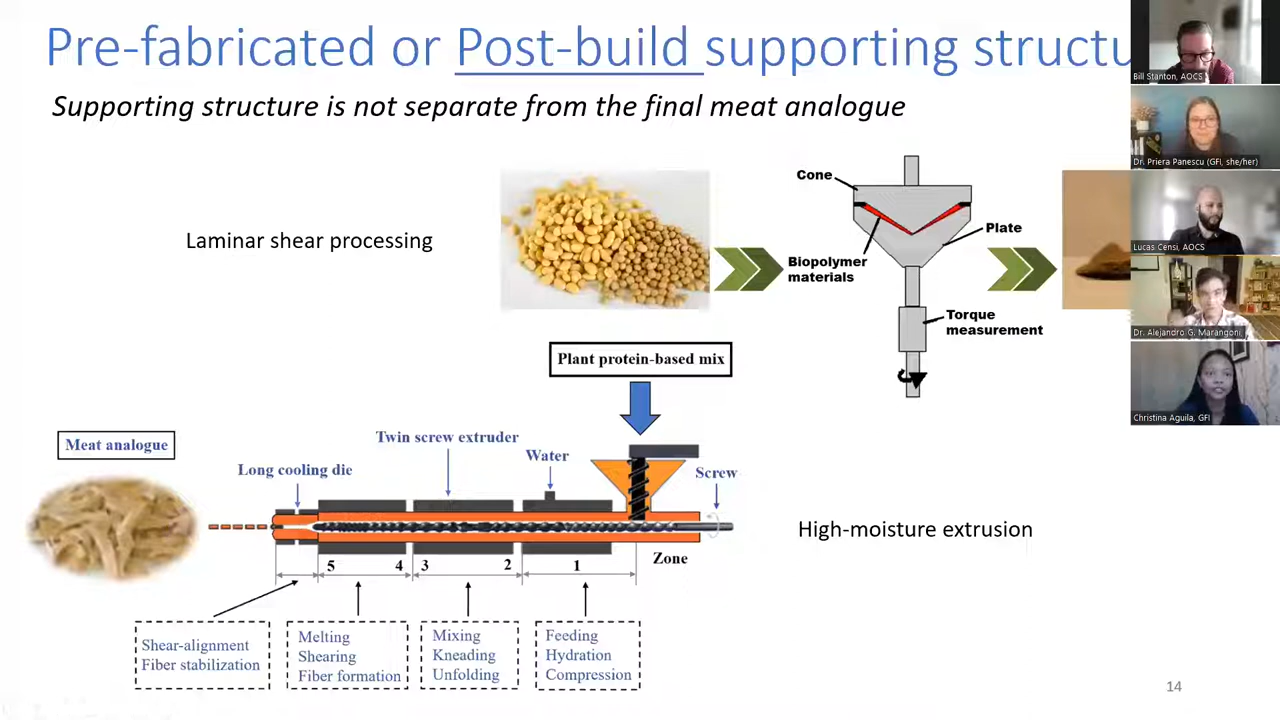 Pre-fabricated or Post-build supporting structu
Supporting structure is not separate from the final meat analogue
Laminar shear processing
Cone
Plate
Biopolymer
materials
Torque
measurement
Plant protein-based mix
Meat analogue
Long cooling die
Twin screw extruder
Water
Screw
High-moisture extrusion
Zone
5
4
3
2
1
Shear-alignment
Fiber stabilization
Melting
Shearing
Fiber formation
Mixing
Kneading
Unfolding
Feeding
Hydration
Compression
14
Bill Stanton, AOCS
Dr. Priera Panescu (GFI, she/her)
Lucas Censi, AOCS
Dr. Alejandro G. Marangoni,
Christina Aguila, GFI